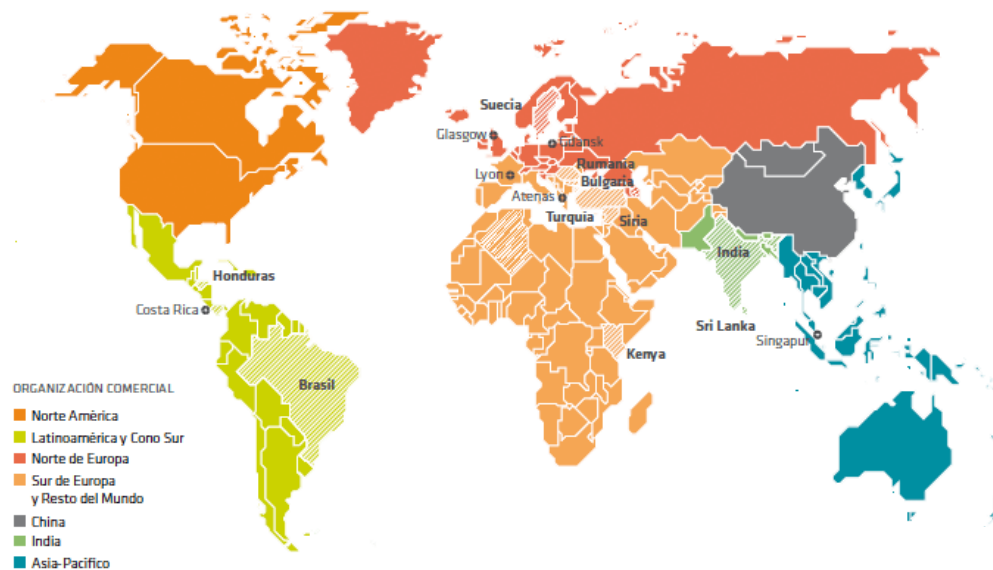 Suecia
Glasgow
Gdansk
Rumanía
Lyon
Bulgaria
Atenas
Turquía
Siria
India
Honduras
Costa Rica
Sri Lanka
Singapur
Kenya
Brasil
ORGANIZACIÓN COMERCIAL
Norte América
Latinoamérica y Cono Sur
Norte de Europa
Sur de Europa
y Resto del Mundo
China
India
Asia-Pacífico